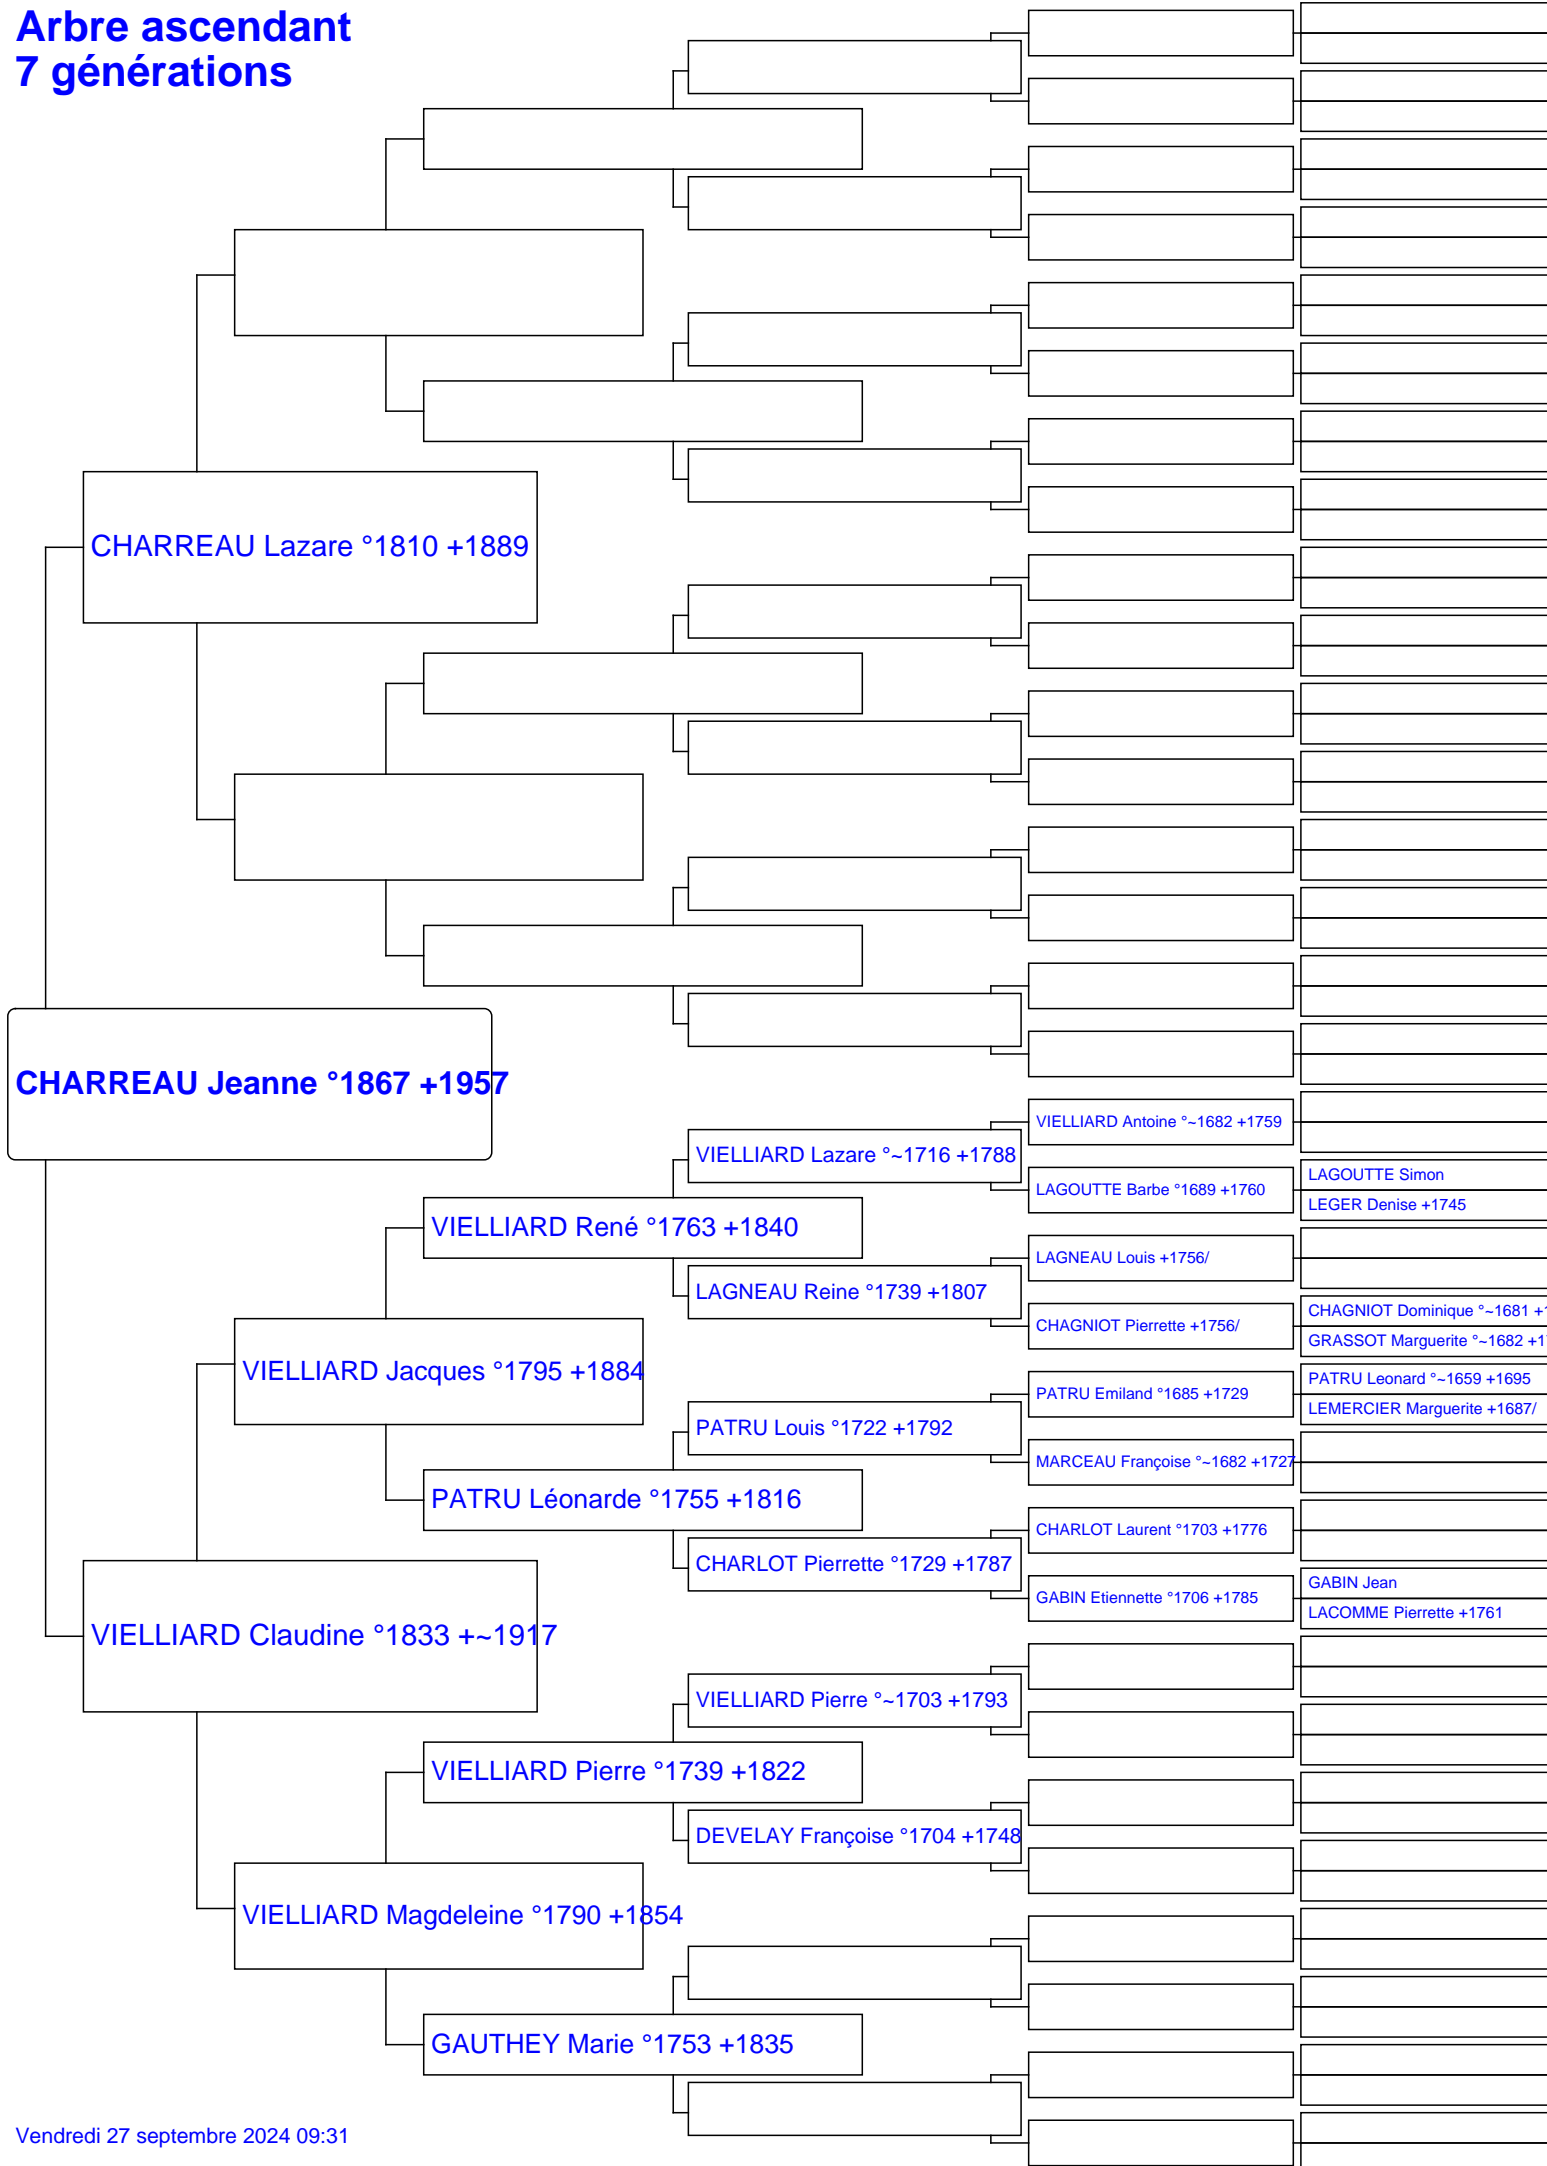 Arbre ascendant
7 générations
CHARREAU Lazare °1810 +1889
CHARREAU Jeanne °1867 +1957
VIELLIARD Antoine °~1682 +1759
VIELLIARD Lazare °~1716 +1788
LAGOUTTE Simon
LAGOUTTE Barbe °1689 +1760
LEGER Denise +1745
VIELLIARD René °1763 +1840
LAGNEAU Louis +1756/
LAGNEAU Reine °1739 +1807
CHAGNIOT Dominique °~1681 +1
CHAGNIOT Pierrette +1756/
GRASSOT Marguerite °~1682 +1
VIELLIARD Jacques °1795 +1884
PATRU Leonard °~1659 +1695
PATRU Emiland °1685 +1729
LEMERCIER Marguerite +1687/
PATRU Louis °1722 +1792
MARCEAU Françoise °~1682 +1727
PATRU Léonarde °1755 +1816
CHARLOT Laurent °1703 +1776
CHARLOT Pierrette °1729 +1787
GABIN Jean
GABIN Etiennette °1706 +1785
LACOMME Pierrette +1761
VIELLIARD Claudine °1833 +~1917
VIELLIARD Pierre °~1703 +1793
VIELLIARD Pierre °1739 +1822
DEVELAY Françoise °1704 +1748
VIELLIARD Magdeleine °1790 +1854
GAUTHEY Marie °1753 +1835
Vendredi 27 septembre 2024 09:31